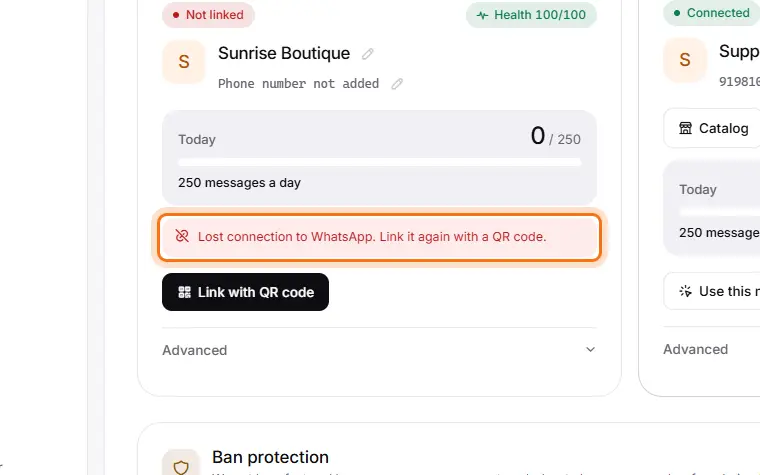 Not linked
Health 100/100
S
Sunrise Boutique
Phone number not added
Today
0 / 250
250 messages a day
Lost connection to WhatsApp. Link it again with a QR code.
Link with QR code
Advanced
Connected
S
Catalog
Today
250
Use this
Advanced
Ban protection